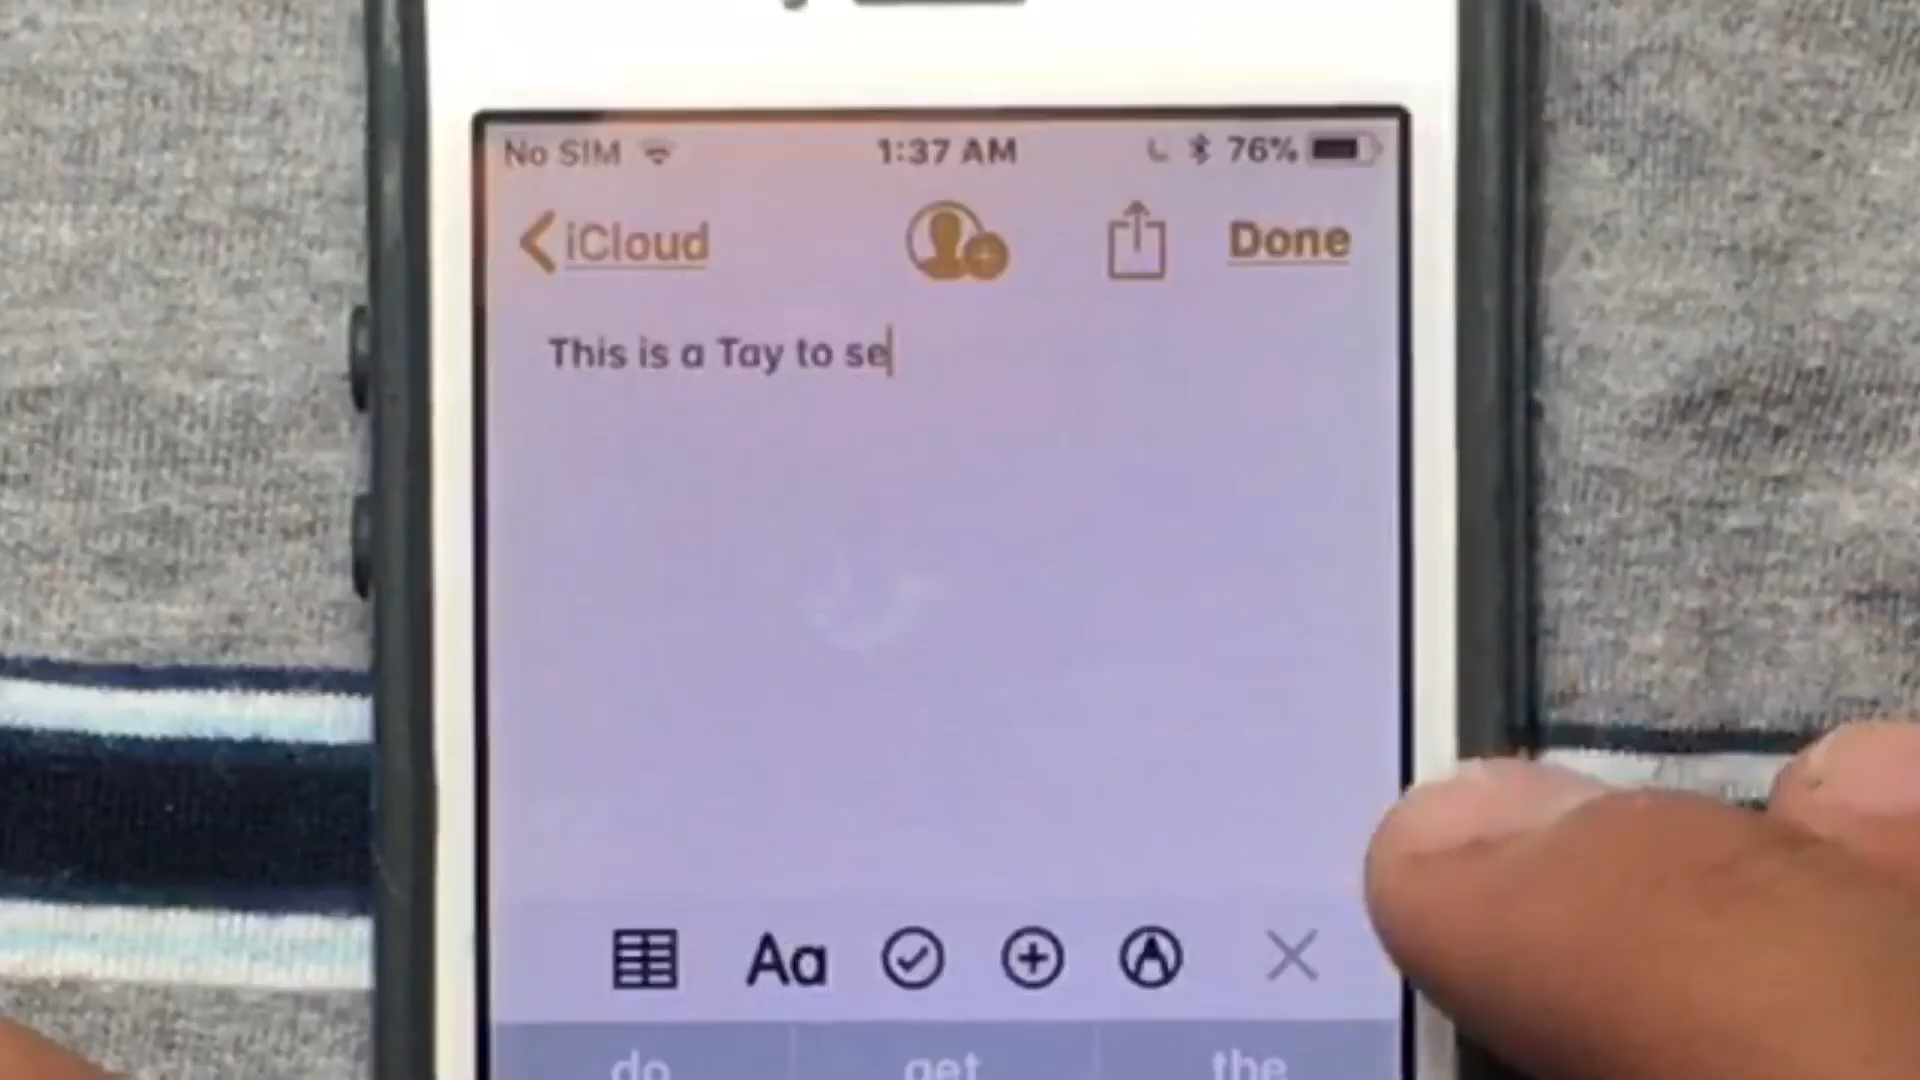 No SIM 1:37 AM 76%
iCloud Done
This is a Tay to se
Aa
do get the